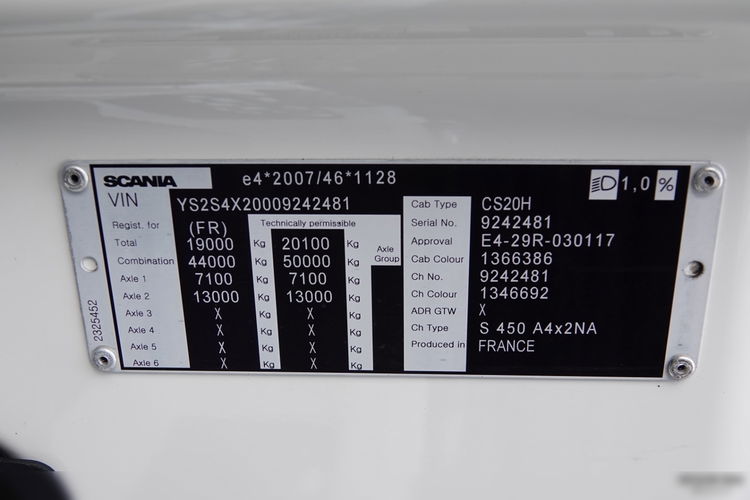 SCANIA e4*2007/46*1128 1,0 %
VIN YS2S4X20009242481
Regist. for (FR) Technically permissible
Total 19000 Kg 20100 Kg Axle Group
Combination 44000 Kg 50000 Kg
Axle 1 7100 Kg 7100 Kg
Axle 2 13000 Kg 13000 Kg
Axle 3 X Kg X Kg
Axle 4 X Kg X Kg
Axle 5 X Kg X Kg
Axle 6 X Kg X Kg
Cab Type CS20H
Serial No. 9242481
Approval E4-29R-030117
Cab Colour 1366386
Ch No. 9242481
Ch Colour 1346692
ADR GTW X
Ch Type S 450 A4x2NA
Produced in FRANCE
2325452